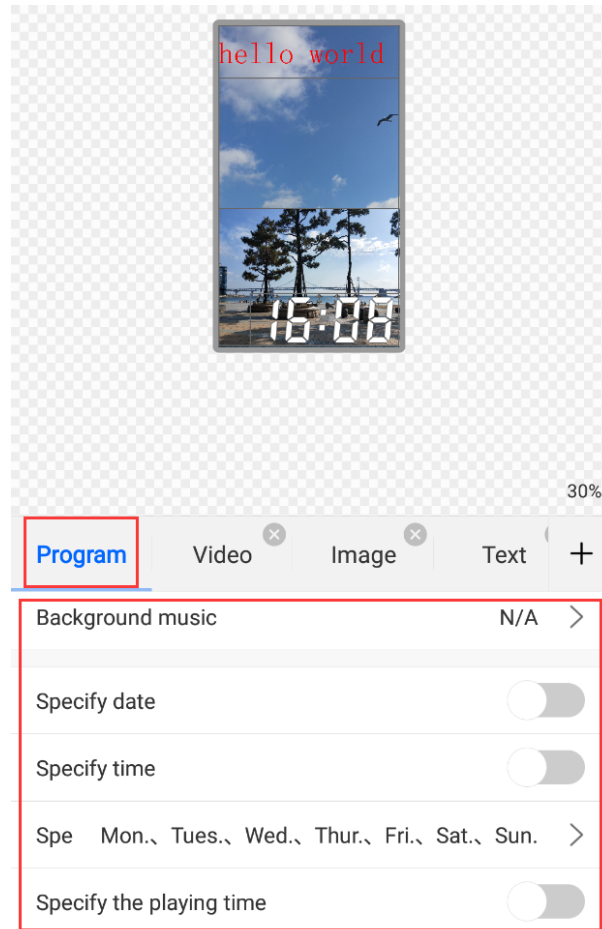 hello world
16:08
30%
Program Video Image Text +
Background music N/A
Specify date
Specify time
Spe Mon.、Tues.、Wed.、Thur.、Fri.、Sat.、Sun.
Specify the playing time